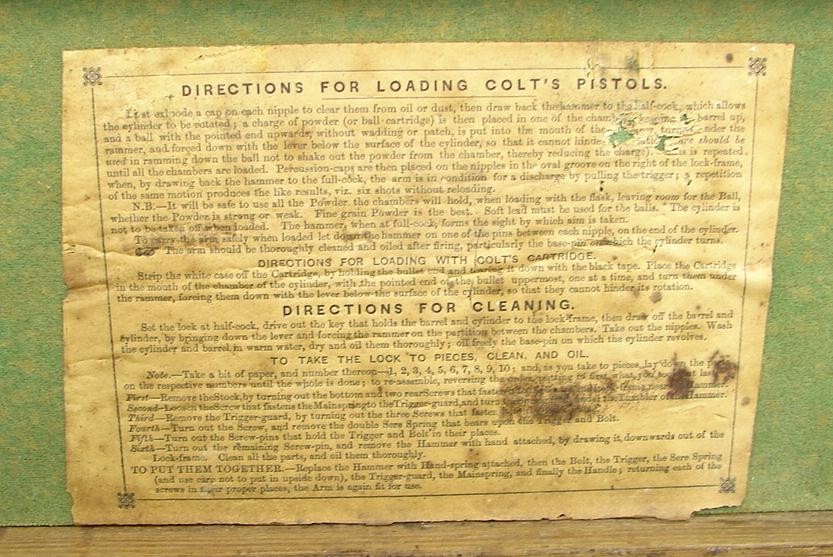 DIRECTIONS FOR LOADING COLT'S PISTOLS.
First explode a cap on each nipple to clear them from oil or dust, then draw back the hammer to the half-cock, which allows
the cylinder to be rotated; a charge of powder (or ball-cartridge) is then placed in one of the chambers, keeping barrel up,
and a ball with the pointed end upwards, without wadding or patch, is put into the mouth of the turned under the
rammer, and forced down with the lever below the surface of the cylinder, so that it cannot hinder care should be
used in ramming down the ball not to shake out the powder from the chamber, thereby reducing the charge). This is repeated
until all the chambers are loaded. Percussion-caps are then placed on the nipples in the oval groove on the right of the lock-frame,
when, by drawing back the hammer to the full-cock, the arm is in condition for a discharge by pulling the trigger; a repetition
of the same motion produces the like results, viz. six shots without reloading.
N.B.—It will be safe to use all the Powder the chambers will hold, when loading with the flask, leaving room for the Ball,
whether the Powder is strong or weak. Fine grain Powder is the best. Soft lead must be used for the balls. The cylinder is
not to be taken off when loaded. The hammer, when at full-cock, forms the sight by which aim is taken.
To carry the arm safely when loaded let down the hammer on one of the pins between each nipple, on the end of the cylinder.
The arm should be thoroughly cleaned and oiled after firing, particularly the base-pin on which the cylinder turns.
DIRECTIONS FOR LOADING WITH COLT'S CARTRIDGE.
Strip the white case off the Cartridge, by holding the bullet end and tearing it down with the black tape. Place the Cartridge
in the mouth of the chamber of the cylinder, with the pointed end of the bullet uppermost, one at a time, and turn them under
the rammer, forcing them down with the lever below the surface of the cylinder, so that they cannot hinder its rotation.
DIRECTIONS FOR CLEANING.
Set the lock at half-cock, drive out the key that holds the barrel and cylinder to the lock-frame, then draw off the barrel and
cylinder, by bringing down the lever and forcing the rammer on the partition between the chambers. Take out the nipples. Wash
the cylinder and barrel in warm water, dry and oil them thoroughly; oil freely the base-pin on which the cylinder revolves.
TO TAKE THE LOCK TO PIECES, CLEAN, AND OIL.
Note.—Take a bit of paper, and number thereon—1, 2, 3, 4, 5, 6, 7, 8, 9, 10; and, as you take to pieces, lay down the
on the respective numbers until the whole is done; to re-assemble, reversing the order, putting in first what you took out last
First—Remove the Stock, by turning out the bottom and two rear Screws that fasten Hammer.
Second—Loosen the Screw that fastens the Mainspring to the Trigger-guard, and turn under the Tumbler of the Hammer.
Third—Remove the Trigger-guard, by turning out the three Screws that fasten
Fourth—Turn out the Screw, and remove the double Sere Spring that bears upon the Trigger and Bolt.
Fifth—Turn out the Screw-pins that hold the Trigger and Bolt in their places.
Sixth—Turn out the remaining Screw-pin, and remove the Hammer with hand attached, by drawing it downwards out of the
Lock-frame. Clean all the parts, and oil them thoroughly.
TO PUT THEM TOGETHER.—Replace the Hammer with Hand-spring attached, then the Bolt, the Trigger, the Sere Spring
(and use care not to put in upside down), the Trigger-guard, the Mainspring, and finally the Handle; returning each of the
screws in their proper places, the Arm is again fit for use.